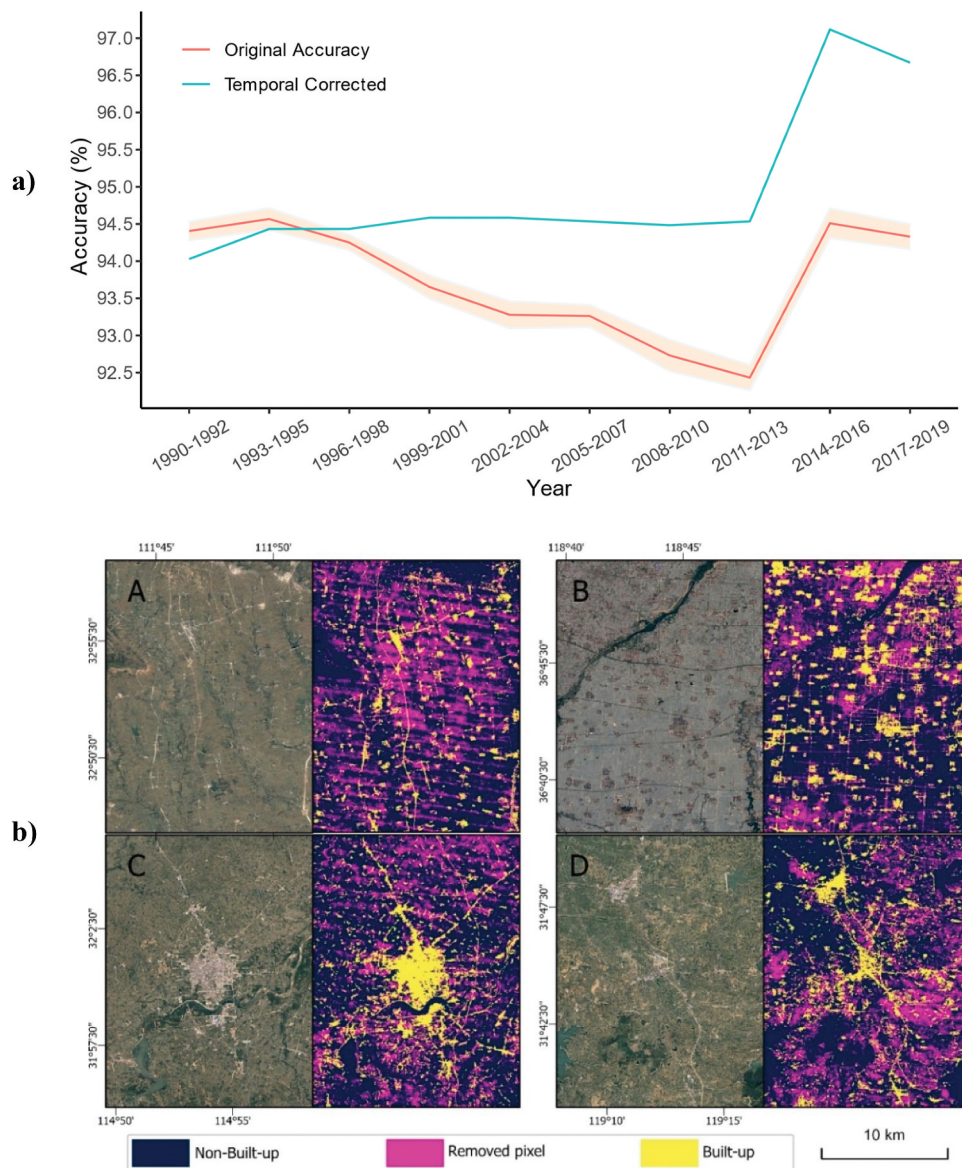 a)
Original Accuracy
Temporal Corrected
Accuracy (%)
97.0
96.5
96.0
95.5
95.0
94.5
94.0
93.5
93.0
92.5
1990-1992
1993-1995
1996-1998
1999-2001
2002-2004
2005-2007
2008-2010
2011-2013
2014-2016
2017-2019
Year
b)
111°45'
111°50'
118°40'
118°45'
A
32°55'30"
32°50'30"
B
36°45'30"
36°40'30"
C
32°2'30"
31°57'30"
D
31°47'30"
31°42'30"
114°50'
114°55'
119°10'
119°15'
Non-Built-up
Removed pixel
Built-up
10 km